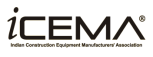 iCEMA®
Indian Construction Equipment Manufacturers' Association